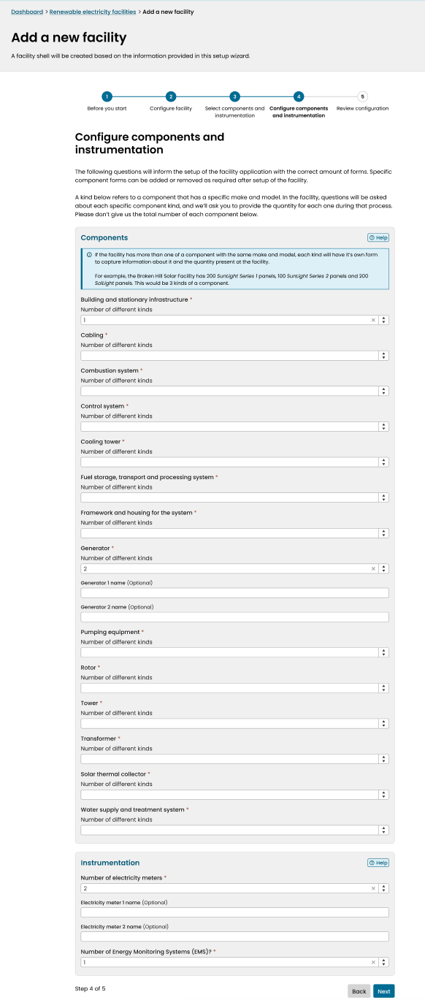 Dashboard > Renewable electricity facilities > Add a new facility
Add a new facility
A facility shell will be created based on the information provided in this setup wizard.
1 2 3 4 5
Before you start Configure facility Select components and instrumentation Configure components and instrumentation Review configuration
Configure components and
instrumentation
The following questions will inform the setup of the facility application with the correct amount of forms. Specific
component forms can be added or removed as required after setup of the facility.
A kind below refers to a component that has a specific make and model. In the facility, questions will be asked
about each specific component kind, and we'll ask you to provide the quantity for each one during that process.
Please don't give us the total number of each component below.
Components
Help
If the facility has more than one of a component with the same make and model, each kind will have it's own form
to capture information about it and the quantity present at the facility.
For example, the Broken Hill Solar Facility has 200 SunLight Series 1 panels, 100 SunLight Series 2 panels and 200
SolLight panels. This would be 3 kinds of a component.
Building and stationary infrastructure *
Number of different kinds
1
Cabling *
Number of different kinds
Combustion system *
Number of different kinds
Control system *
Number of different kinds
Cooling tower *
Number of different kinds
Fuel storage, transport and processing system *
Number of different kinds
Framework and housing for the system *
Number of different kinds
Generator *
Number of different kinds
2
Generator 1 name (Optional)
Generator 2 name (Optional)
Pumping equipment *
Number of different kinds
Rotor *
Number of different kinds
Tower *
Number of different kinds
Transformer *
Number of different kinds
Solar thermal collector *
Number of different kinds
Water supply and treatment system *
Number of different kinds
Instrumentation
Help
Number of electricity meters *
2
Electricity meter 1 name (Optional)
Electricity meter 2 name (Optional)
Number of Energy Monitoring Systems (EMS)? *
1
Step 4 of 5
Back Next